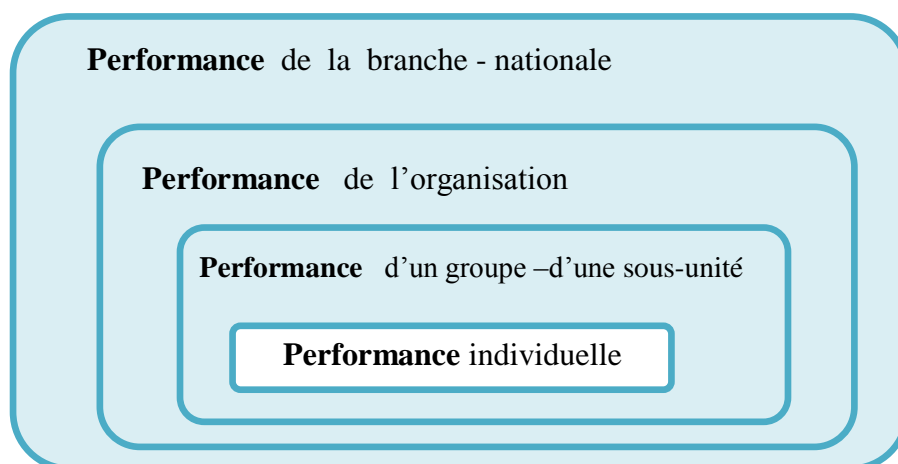 Performance de la branche - nationale
Performance de l’organisation
Performance d’un groupe –d’une sous-unité
Performance individuelle